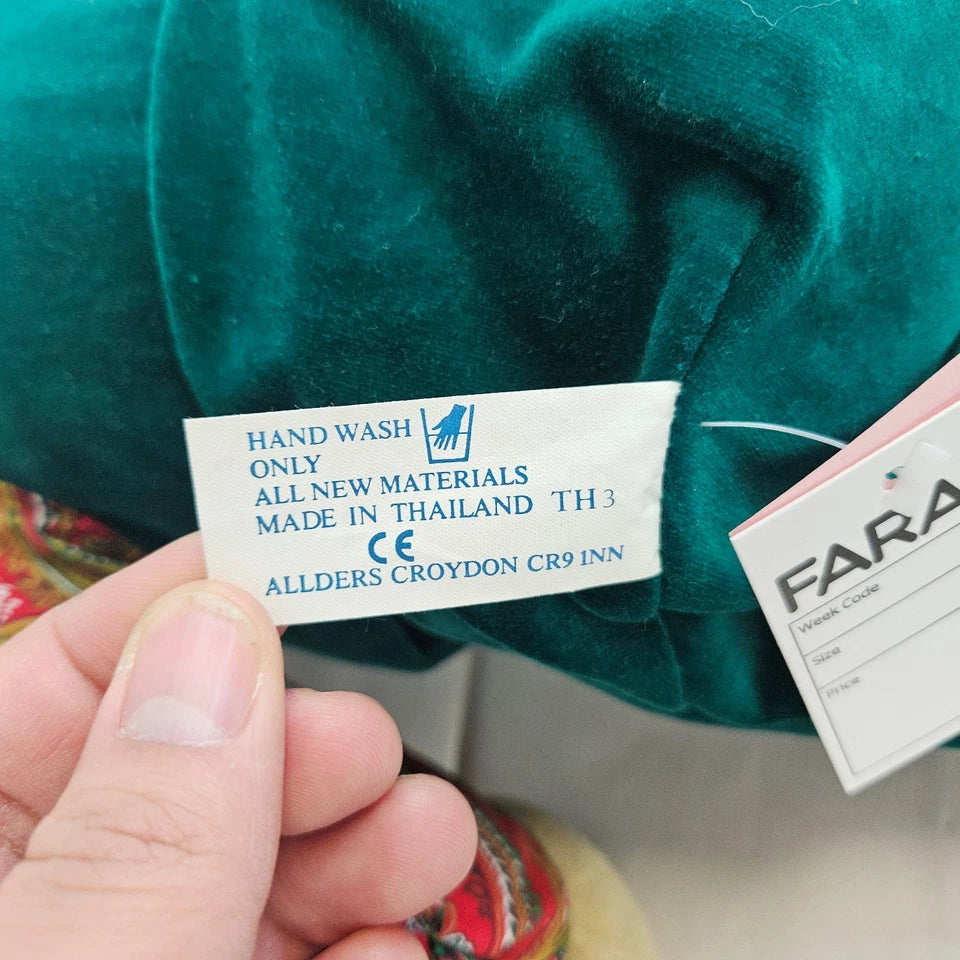 HAND WASH
ONLY
ALL NEW MATERIALS
MADE IN THAILAND TH3
CE
ALLDERS CROYDON CR9 1NN
FARA
Week Code
Size
Price